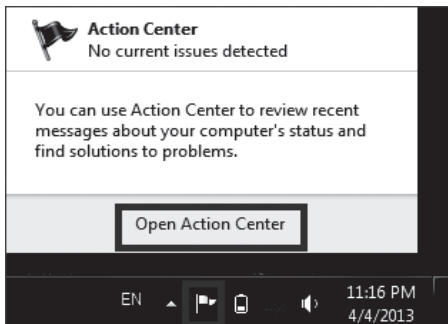 Action Center
No current issues detected
You can use Action Center to review recent
messages about your computer's status and
find solutions to problems.
Open Action Center
EN
11:16 PM
4/4/2013